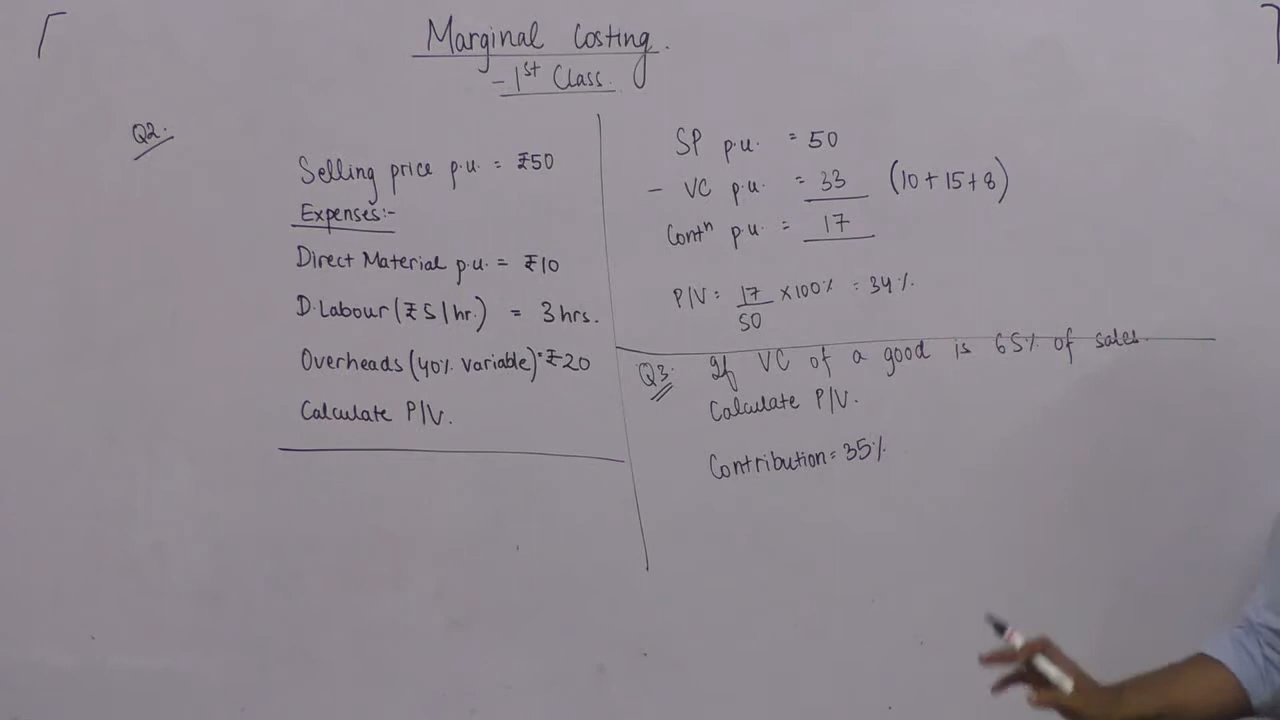 Marginal Costing.
- 1st Class.
Q2.
Selling price p.u. = ₹50
Expenses:-
Direct Material p.u. = ₹10
D.Labour (₹5/hr.) = 3 hrs.
Overheads (40% variable) = ₹20
Calculate P/V.
SP p.u. = 50
- VC p.u. = 33 (10+15+8)
Contn p.u. = 17
P/V = 17/50 ×100% = 34%
Q3. If VC of a good is 65% of sales.
Calculate P/V.
Contribution = 35%